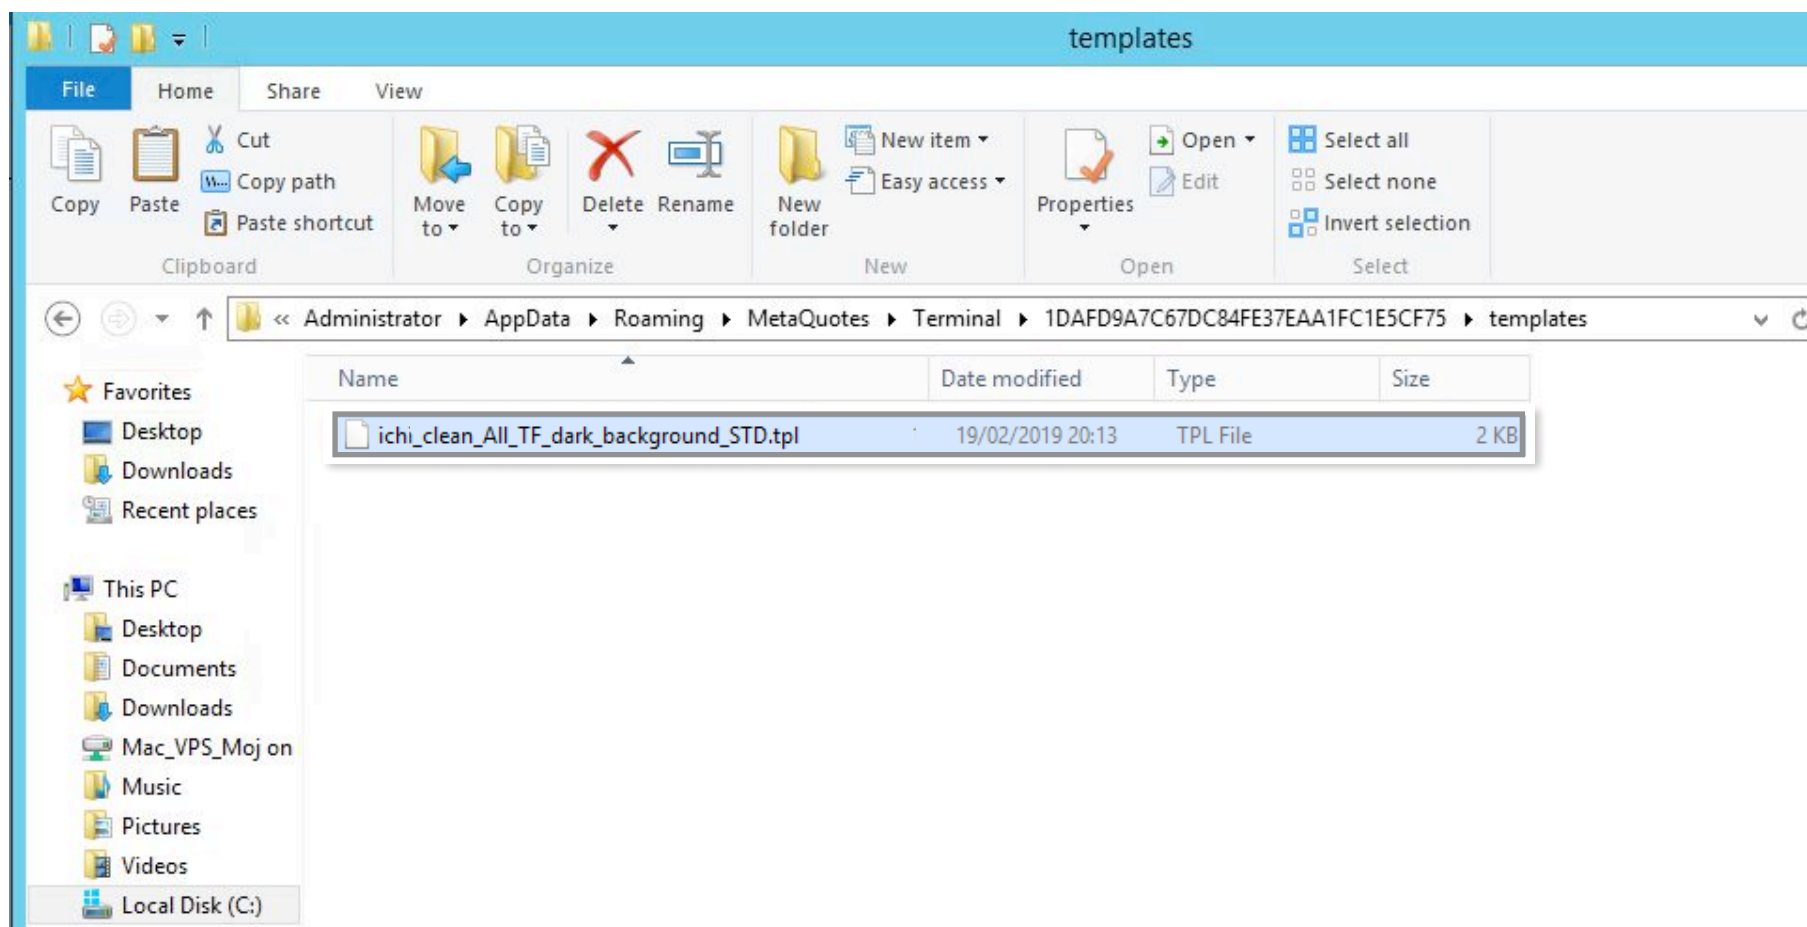 templates
File Home Share View
Copy Paste Cut Copy path Paste shortcut
Move to Copy to Delete Rename
New folder New item Easy access
Properties Open Edit
Select all Select none Invert selection
Clipboard Organize New Open Select
« Administrator AppData Roaming MetaQuotes Terminal 1DAFD9A7C67DC84FE37EAA1FC1E5CF75 templates
Name Date modified Type Size
ichi_clean_All_TF_dark_background_STD.tpl 19/02/2019 20:13 TPL File 2 KB
Favorites
Desktop
Downloads
Recent places
This PC
Desktop
Documents
Downloads
Mac_VPS_Moj on
Music
Pictures
Videos
Local Disk (C:)